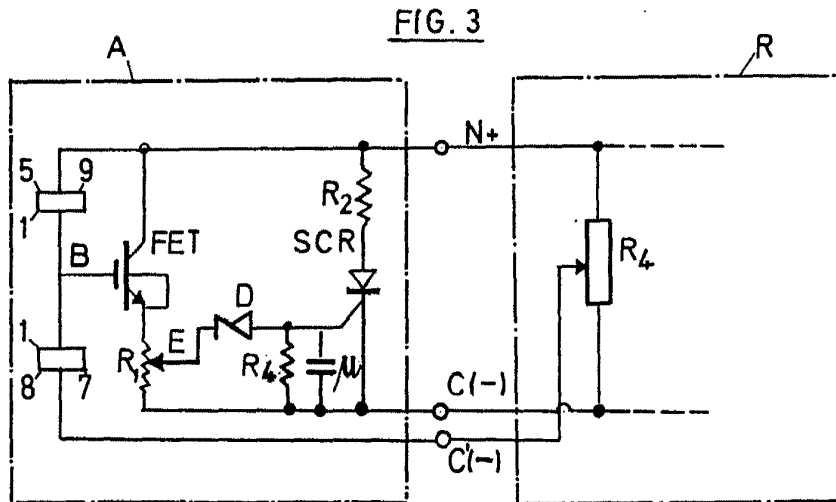 FIG. 3
A
R
N+
5 9
1
R2
SCR
B
FET
R4
D
E
1
R1
R4
μ
8 7
C(-)
C'(-)